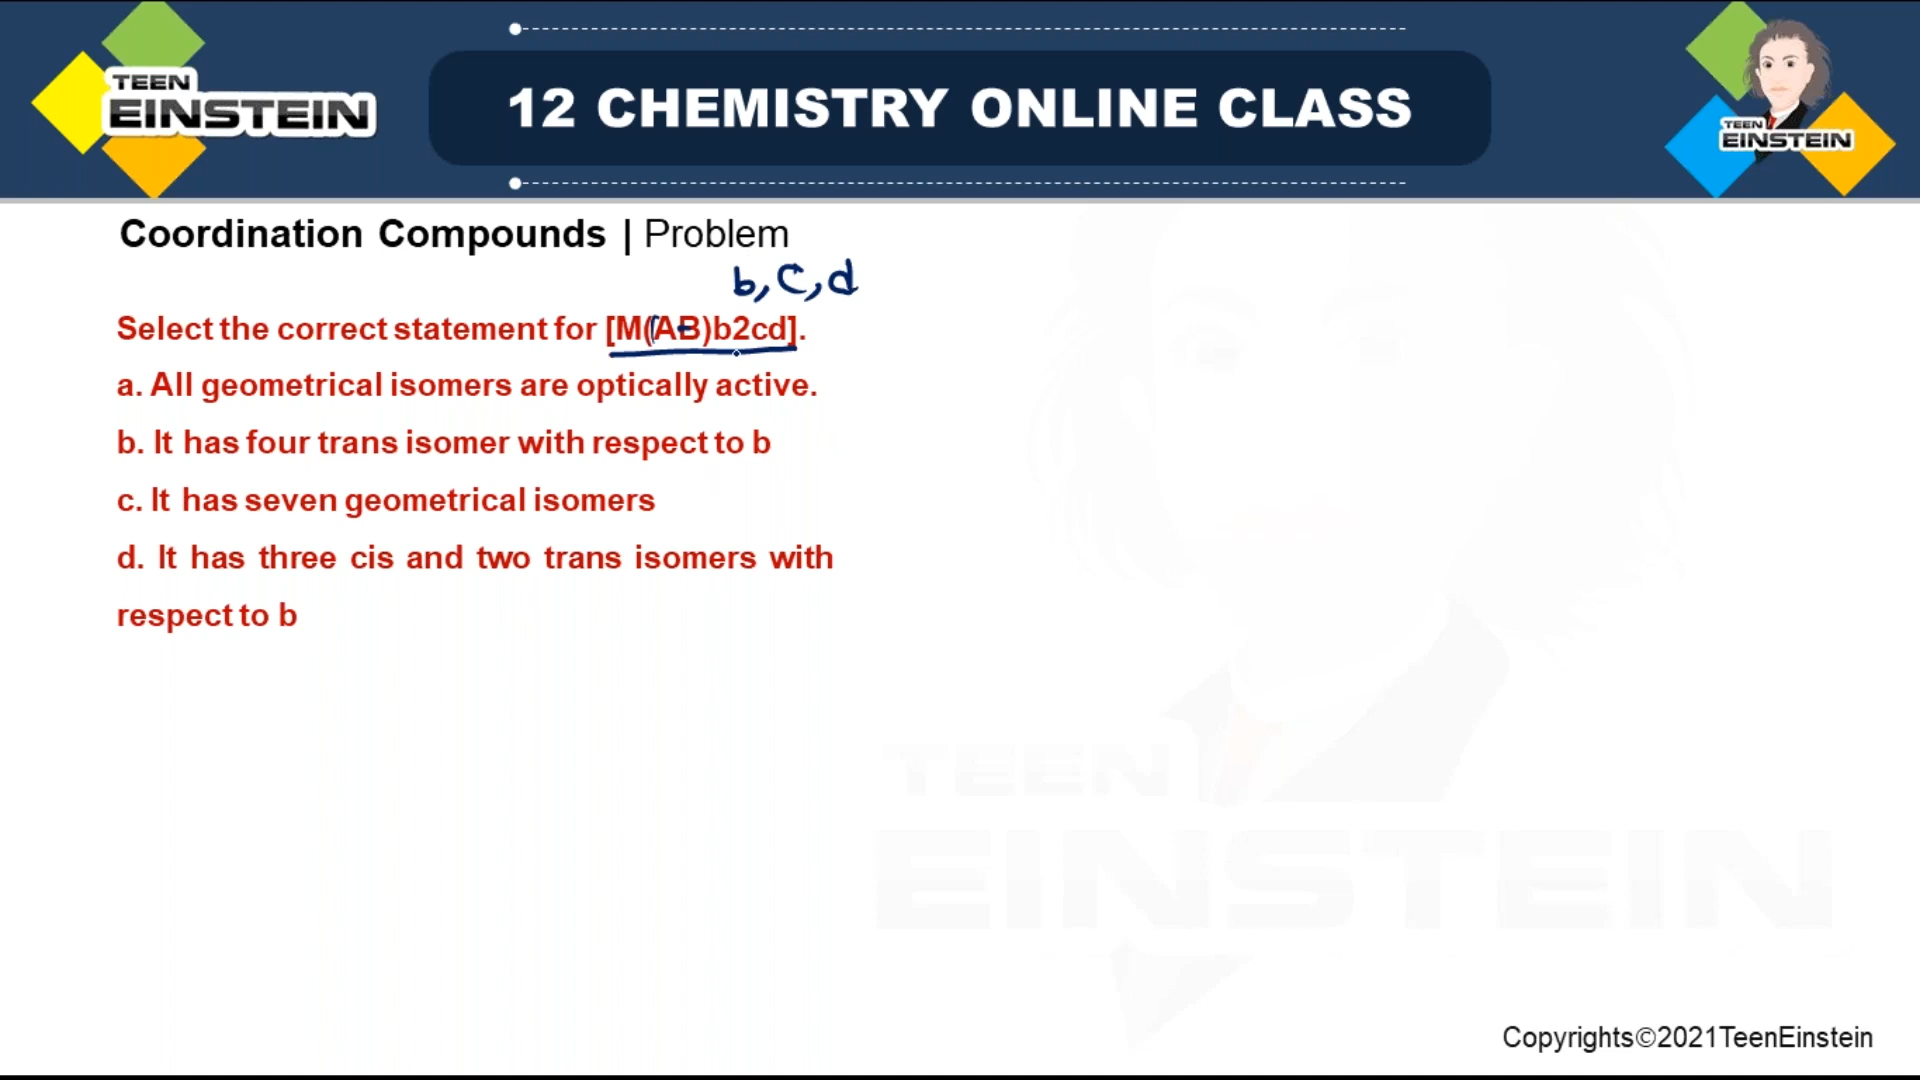 TEEN
EINSTEIN
12 CHEMISTRY ONLINE CLASS
TEEN
EINSTEIN
Coordination Compounds | Problem
b, c, d
Select the correct statement for [M(AB)b2cd].
a. All geometrical isomers are optically active.
b. It has four trans isomer with respect to b
c. It has seven geometrical isomers
d. It has three cis and two trans isomers with
respect to b
TEEN
EINSTEIN
Copyrights©2021TeenEinstein